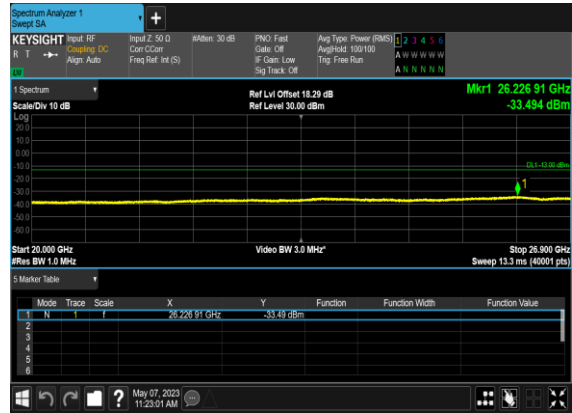 Spectrum Analyzer 1
Swept SA
+
KEYSIGHT Input: RF Input Z: 50 Ω #Atten: 30 dB PNO: Fast Avg Type: Power (RMS) 1 2 3 4 5 6
R T Coupling: DC Corr CCorr Gate: Off Avg|Hold: 100/100 A W W W W W
Align: Auto Freq Ref: Int (S) IF Gain: Low Trig: Free Run
LW Sig Track: Off A N N N N N
1 Spectrum Ref Lvl Offset 18.29 dB Mkr1 26.226 91 GHz
Scale/Div 10 dB Ref Level 30.00 dBm -33.494 dBm
Log
20.0
10.0
0.00
-10.0 DL1 -13.00 dBm
-20.0
-30.0 1
-40.0
-50.0
-60.0
Start 20.000 GHz Video BW 3.0 MHz* Stop 26.900 GHz
#Res BW 1.0 MHz Sweep 13.3 ms (40001 pts)
5 Marker Table
Mode Trace Scale X Y Function Function Width Function Value
1 N 1 f 26.226 91 GHz -33.49 dBm
2
3
4
5
6
? May 07, 2023
11:23:01 AM